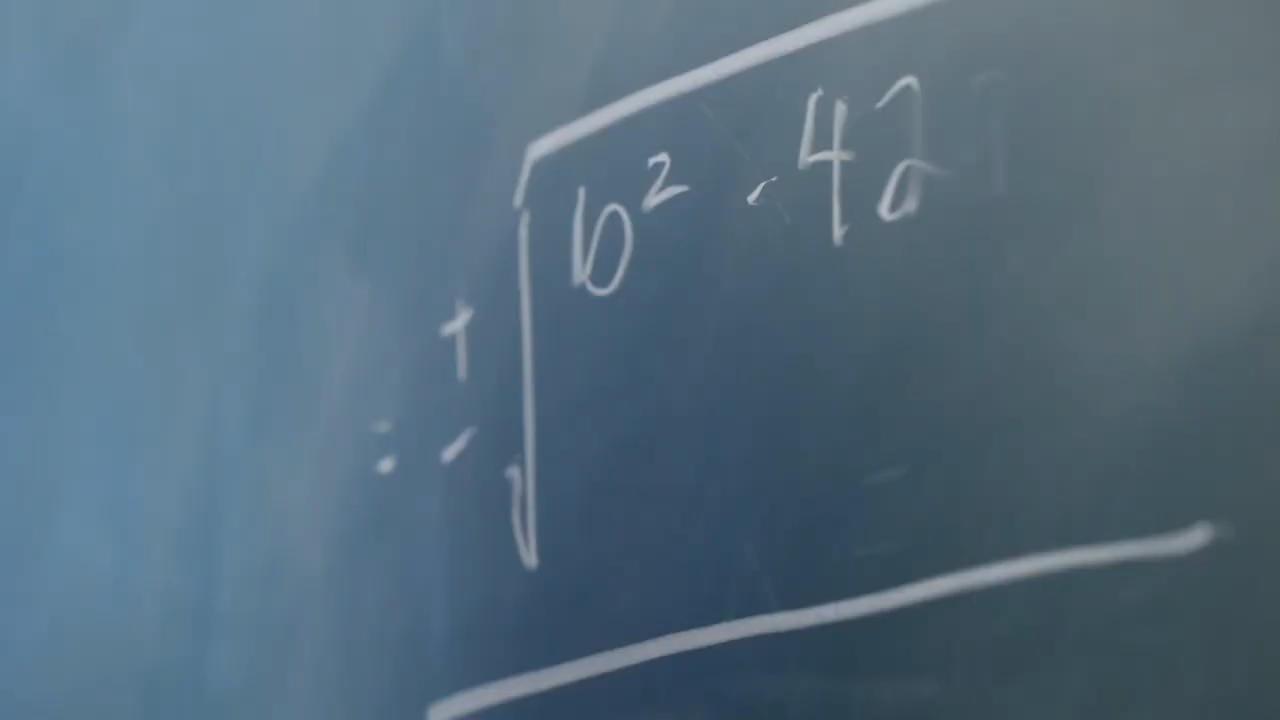 ± √b² - 4a